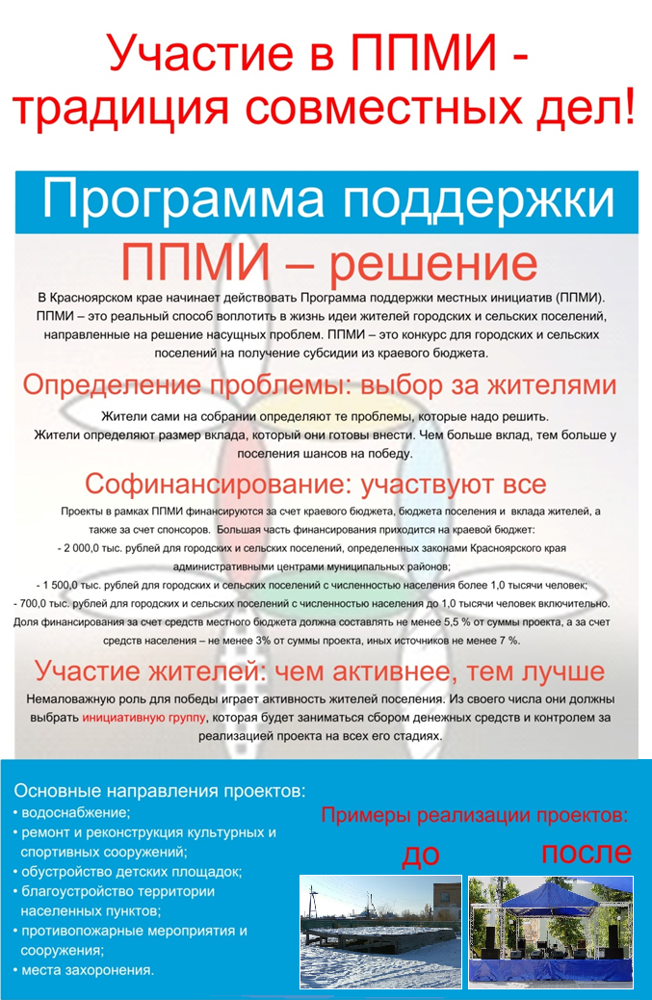 Участие в ППМИ -
традиция совместных дел!
Программа поддержки
ППМИ – решение
В Красноярском крае начинает действовать Программа поддержки местных инициатив (ППМИ).
ППМИ – это реальный способ воплотить в жизнь идеи жителей городских и сельских поселений,
направленные на решение насущных проблем. ППМИ – это конкурс для городских и сельских
поселений на получение субсидии из краевого бюджета.
Определение проблемы: выбор за жителями
Жители сами на собрании определяют те проблемы, которые надо решить.
Жители определяют размер вклада, который они готовы внести. Чем больше вклад, тем больше у
поселения шансов на победу.
Софинансирование: участвуют все
Проекты в рамках ППМИ финансируются за счет краевого бюджета, бюджета поселения и вклада жителей, а
также за счет спонсоров. Большая часть финансирования приходится на краевой бюджет:
- 2 000,0 тыс. рублей для городских и сельских поселений, определенных законами Красноярского края
административными центрами муниципальных районов;
- 1 500,0 тыс. рублей для городских и сельских поселений с численностью населения более 1,0 тысячи человек;
- 700,0 тыс. рублей для городских и сельских поселений с численностью населения до 1,0 тысячи человек включительно.
Доля финансирования за счет средств местного бюджета должна составлять не менее 5,5 % от суммы проекта, а за счет
средств населения – не менее 3% от суммы проекта, иных источников не менее 7 %.
Участие жителей: чем активнее, тем лучше
Немаловажную роль для победы играет активность жителей поселения. Из своего числа они должны
выбрать инициативную группу, которая будет заниматься сбором денежных средств и контролем за
реализацией проекта на всех его стадиях.
Основные направления проектов:
• водоснабжение;
• ремонт и реконструкция культурных и
спортивных сооружений;
• обустройство детских площадок;
• благоустройство территории
населенных пунктов;
• противопожарные мероприятия и
сооружения;
• места захоронения.
Примеры реализации проектов:
до после